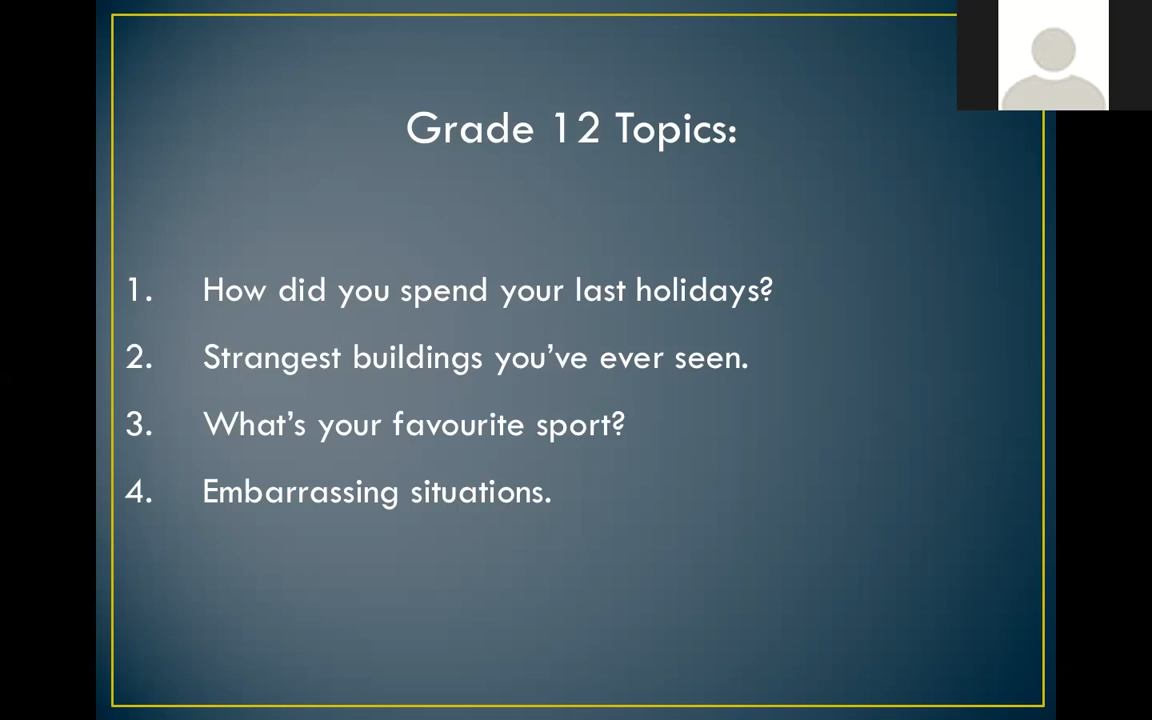 Grade 12 Topics:
1. How did you spend your last holidays?
2. Strangest buildings you’ve ever seen.
3. What’s your favourite sport?
4. Embarrassing situations.